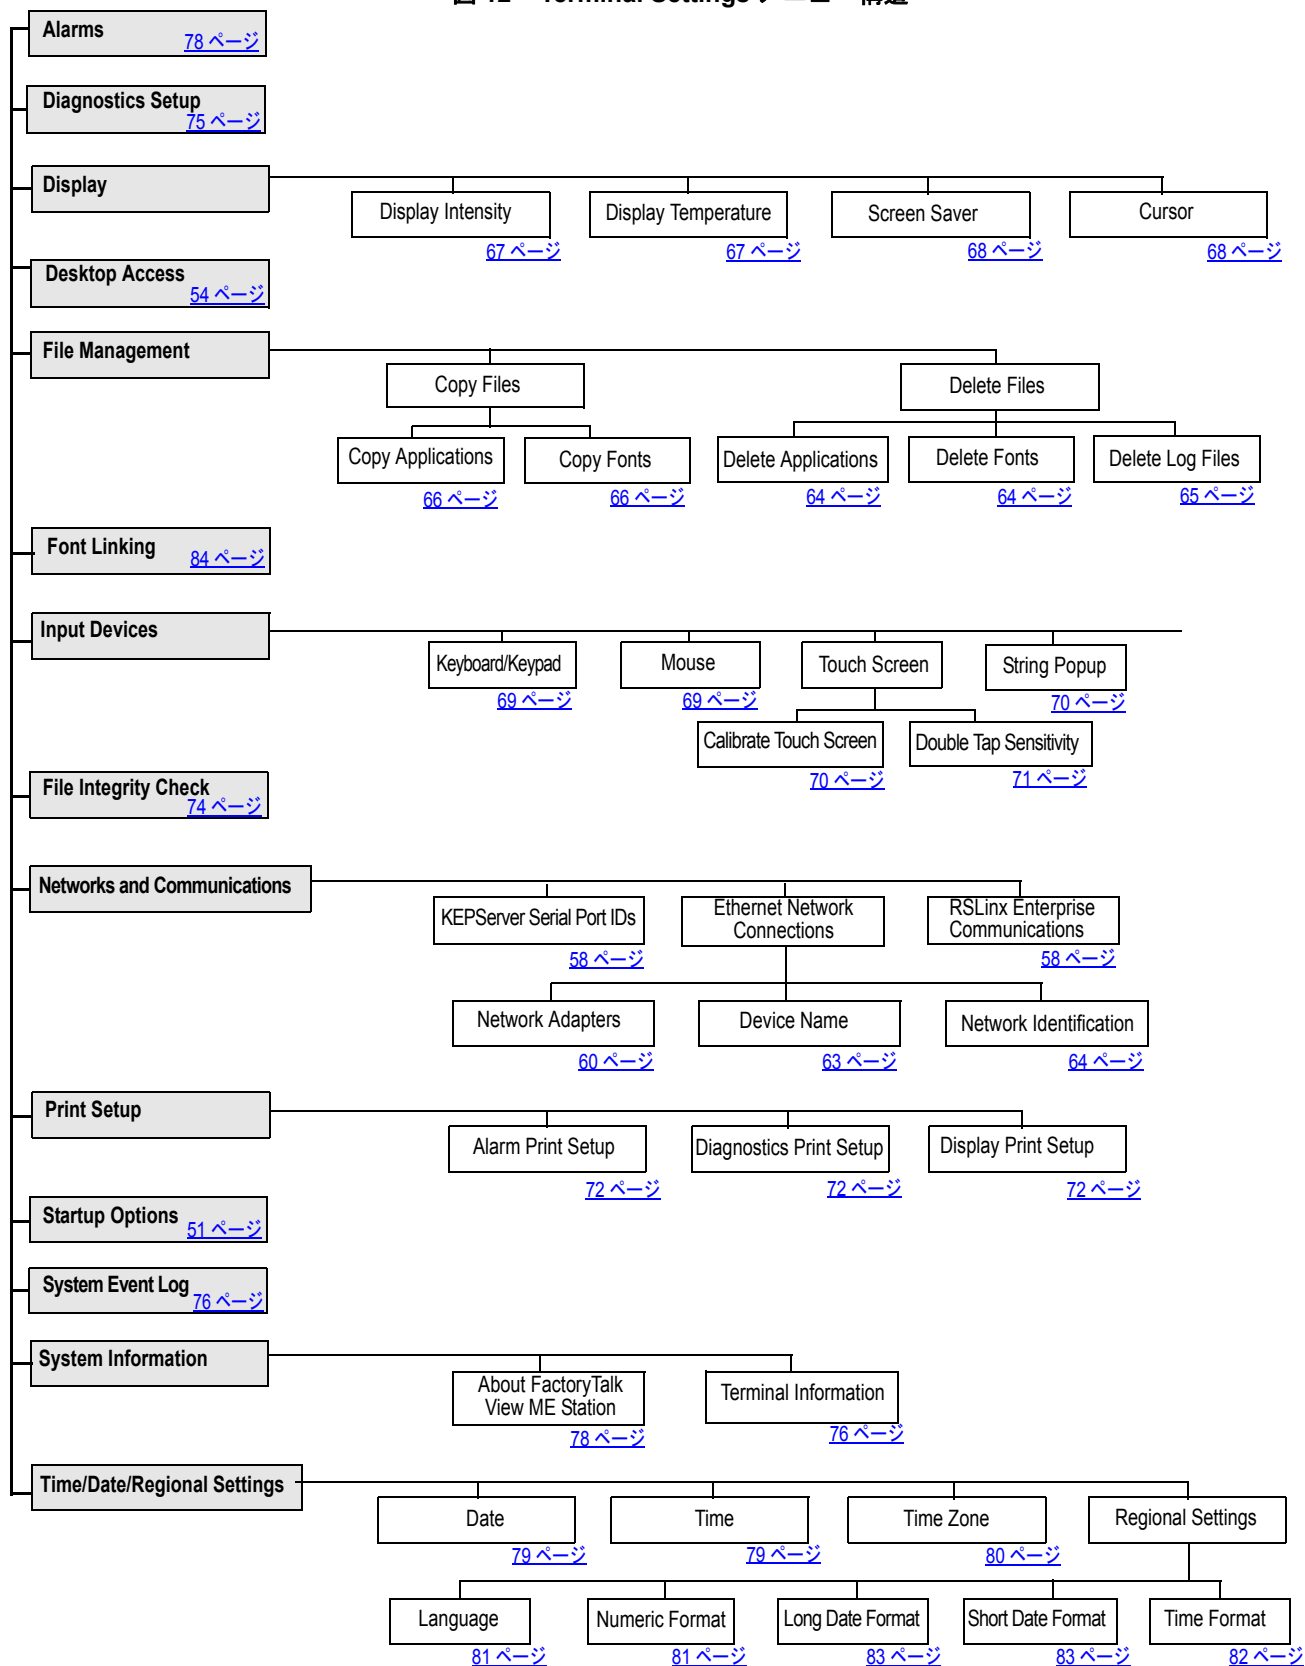 Alarms
78 ページ
Diagnostics Setup
75 ページ
Display
Display Intensity
Display Temperature
Screen Saver
Cursor
67 ページ
67 ページ
68 ページ
68 ページ
Desktop Access
54 ページ
File Management
Copy Files
Delete Files
Copy Applications
Copy Fonts
Delete Applications
Delete Fonts
Delete Log Files
66 ページ
66 ページ
64 ページ
64 ページ
65 ページ
Font Linking
84 ページ
Input Devices
Keyboard/Keypad
Mouse
Touch Screen
String Popup
69 ページ
69 ページ
70 ページ
Calibrate Touch Screen
Double Tap Sensitivity
70 ページ
71 ページ
File Integrity Check
74 ページ
Networks and Communications
KEPServer Serial Port IDs
Ethernet Network
Connections
RSLinx Enterprise
Communications
58 ページ
58 ページ
Network Adapters
Device Name
Network Identification
60 ページ
63 ページ
64 ページ
Print Setup
Alarm Print Setup
Diagnostics Print Setup
Display Print Setup
72 ページ
72 ページ
72 ページ
Startup Options
51 ページ
System Event Log
76 ページ
System Information
About FactoryTalk
View ME Station
Terminal Information
78 ページ
76 ページ
Time/Date/Regional Settings
Date
Time
Time Zone
Regional Settings
79 ページ
79 ページ
80 ページ
Language
Numeric Format
Long Date Format
Short Date Format
Time Format
81 ページ
81 ページ
83 ページ
83 ページ
82 ページ